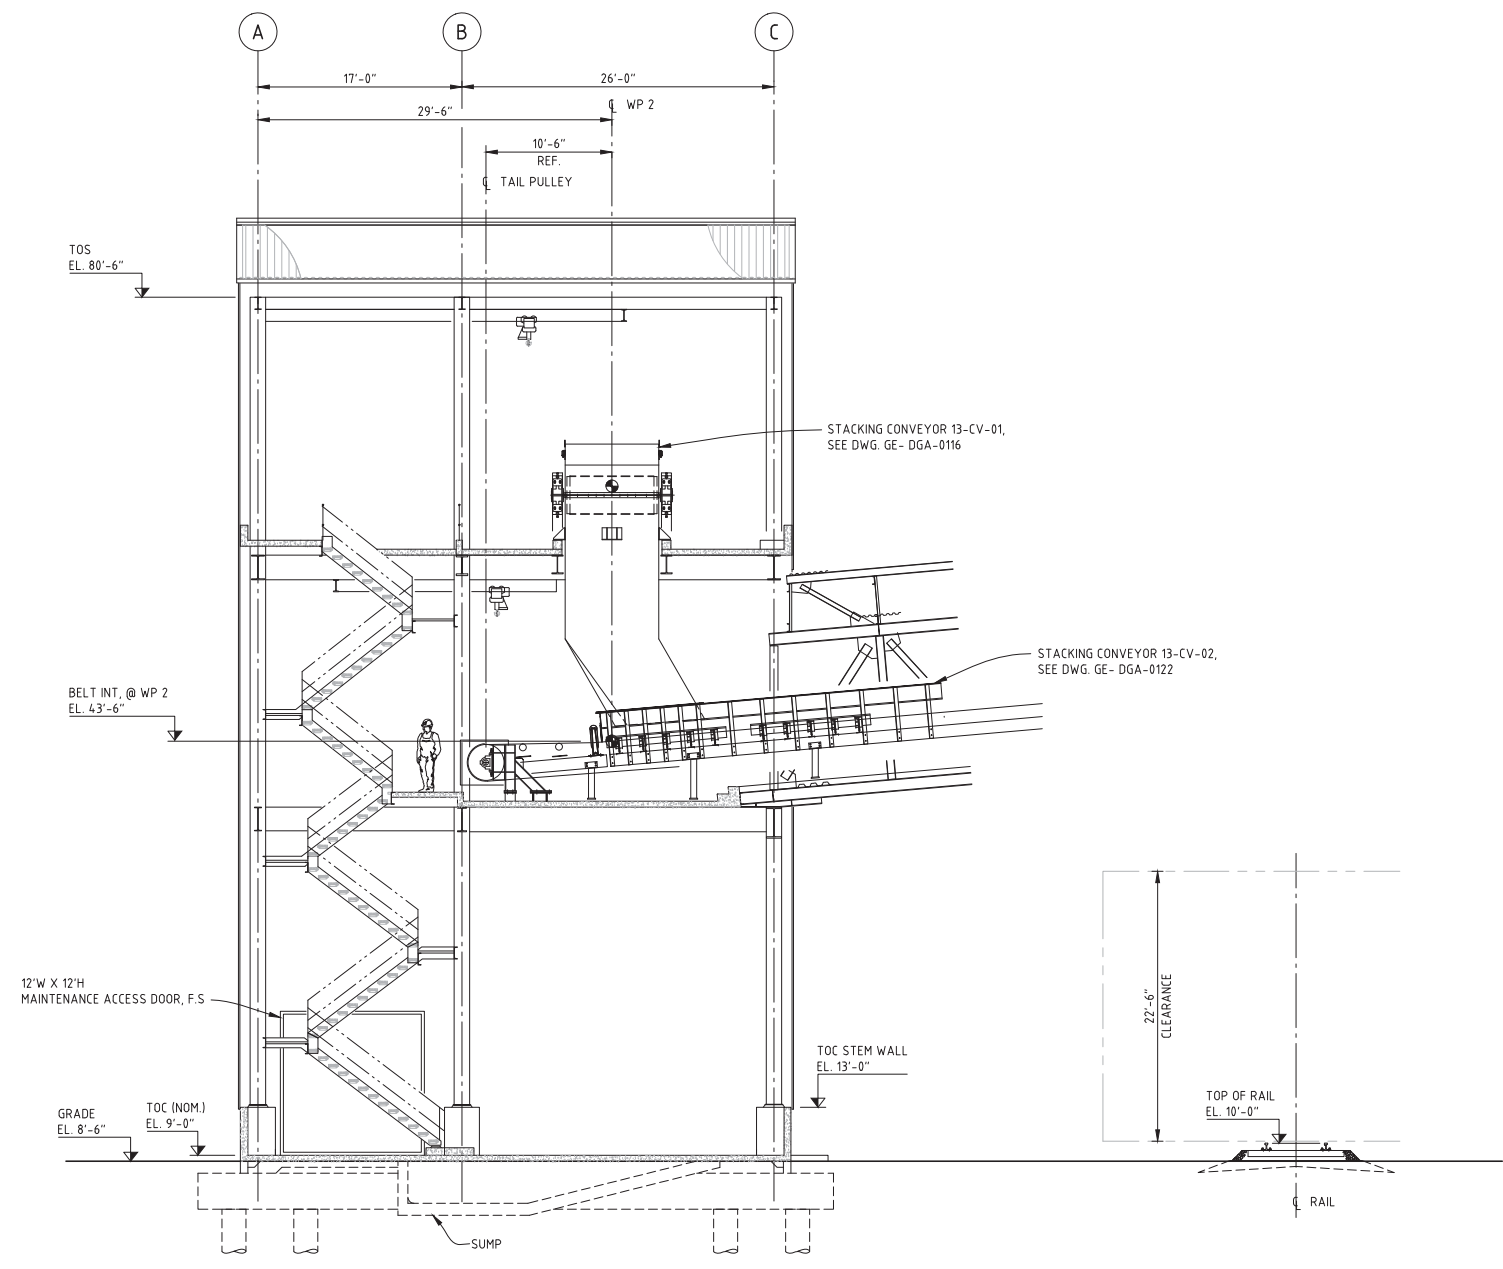 A
B
C
17'-0"
26'-0"
℄ WP 2
29'-6"
10'-6"
REF.
℄ TAIL PULLEY
TOS
EL. 80'-6"
STACKING CONVEYOR 13-CV-01,
SEE DWG. GE- DGA-0116
STACKING CONVEYOR 13-CV-02,
SEE DWG. GE- DGA-0122
BELT INT, @ WP 2
EL. 43'-6"
12'W X 12'H
MAINTENANCE ACCESS DOOR, F.S
22'-6"
CLEARANCE
TOC STEM WALL
EL. 13'-0"
TOP OF RAIL
EL. 10'-0"
GRADE
EL. 8'-6"
TOC (NOM.)
EL. 9'-0"
℄ RAIL
SUMP